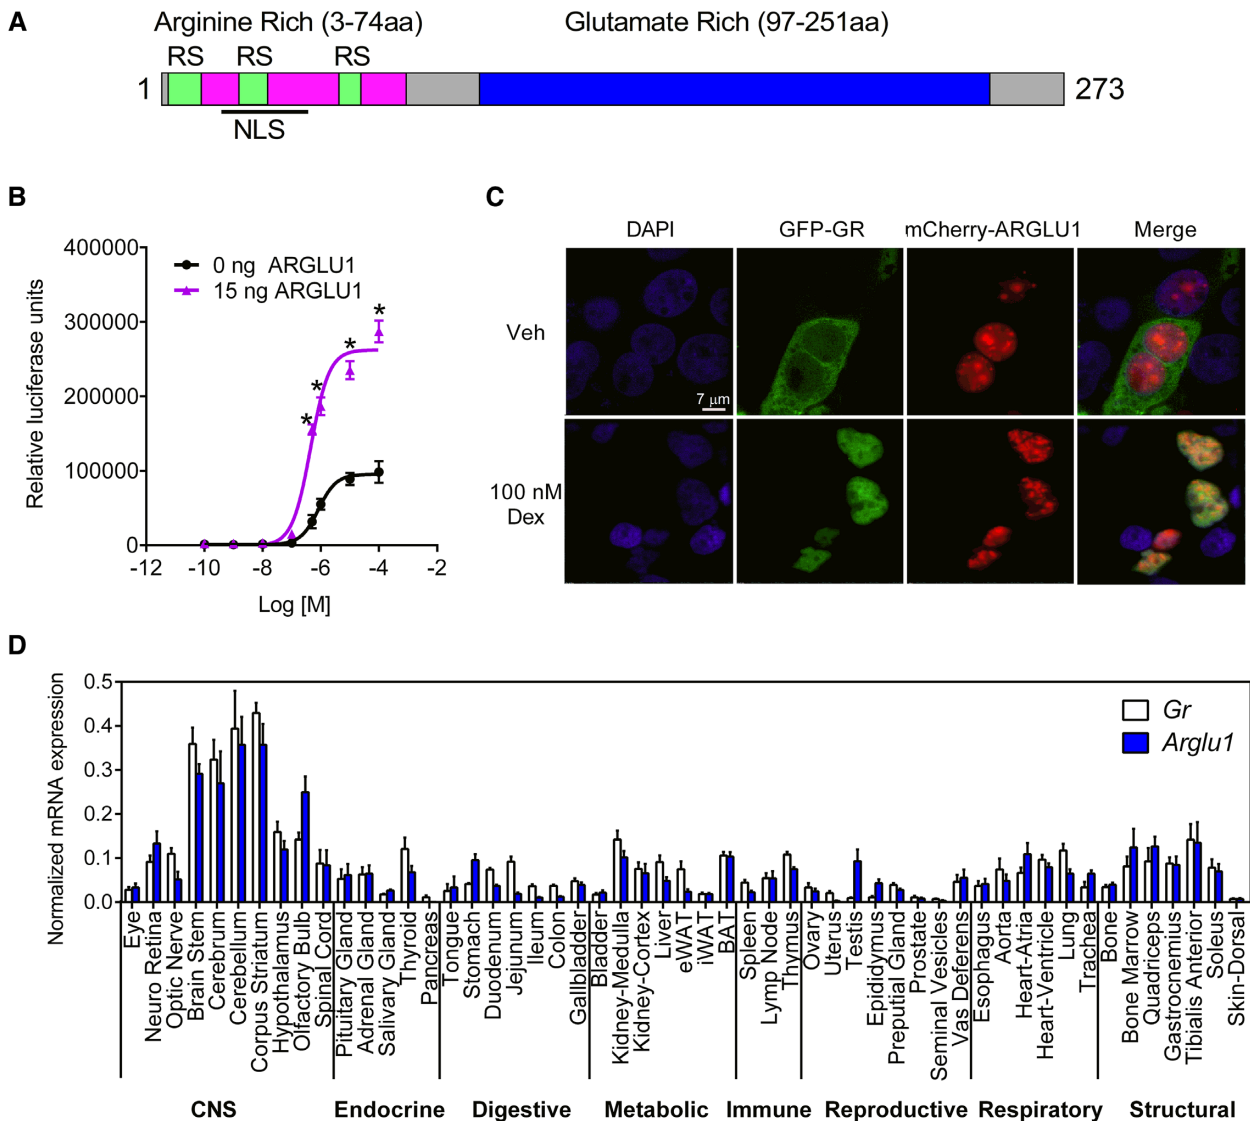 A
Arginine Rich (3-74aa)
Glutamate Rich (97-251aa)
RS RS RS
1
273
NLS
B
Relative luciferase units
400000
300000
200000
100000
0
0 ng ARGLU1
15 ng ARGLU1
*
*
*
*
-12 -10 -8 -6 -4 -2
Log [M]
C
DAPI GFP-GR mCherry-ARGLU1 Merge
Veh
7 μm
100 nM
Dex
D
Normalized mRNA expression
0.5
0.4
0.3
0.2
0.1
0.0
Gr
Arglu1
Eye
Neuro Retina
Optic Nerve
Brain Stem
Cerebrum
Cerebellum
Corpus Striatum
Hypothalamus
Olfactory Bulb
Spinal Cord
Pituitary Gland
Adrenal Gland
Salivary Gland
Thyroid
Pancreas
Tongue
Stomach
Duodenum
Jejunum
Ileum
Colon
Gallbladder
Bladder
Kidney-Medulla
Kidney-Cortex
Liver
eWAT
iWAT
BAT
Spleen
Lymp Node
Thymus
Ovary
Uterus
Testis
Epididymus
Preputial Gland
Prostate
Seminal Vesicles
Vas Deferens
Esophagus
Aorta
Heart-Atria
Heart-Ventricle
Lung
Trachea
Bone
Bone Marrow
Quadriceps
Gastrocnemius
Tibialis Anterior
Soleus
Skin-Dorsal
CNS Endocrine Digestive Metabolic Immune Reproductive Respiratory Structural